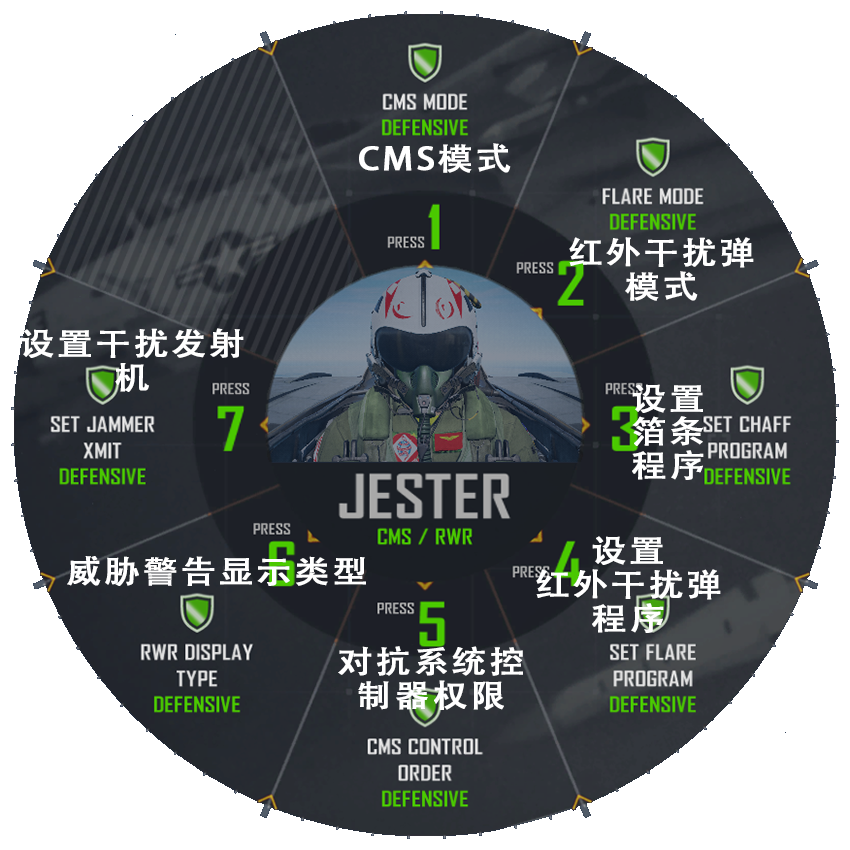 CMS MODE
DEFENSIVE
CMS模式
PRESS 1
FLARE MODE
DEFENSIVE
红外干扰弹
模式
PRESS 2
设置
箔条
程序
PRESS 3
SET CHAFF
PROGRAM
DEFENSIVE
设置
红外干扰弹
程序
PRESS 4
SET FLARE
PROGRAM
DEFENSIVE
PRESS 5
对抗系统控
制器权限
CMS CONTROL
ORDER
DEFENSIVE
PRESS 6
威胁警告显示类型
RWR DISPLAY
TYPE
DEFENSIVE
设置干扰发射
机
PRESS 7
SET JAMMER
XMIT
DEFENSIVE
JESTER
CMS / RWR